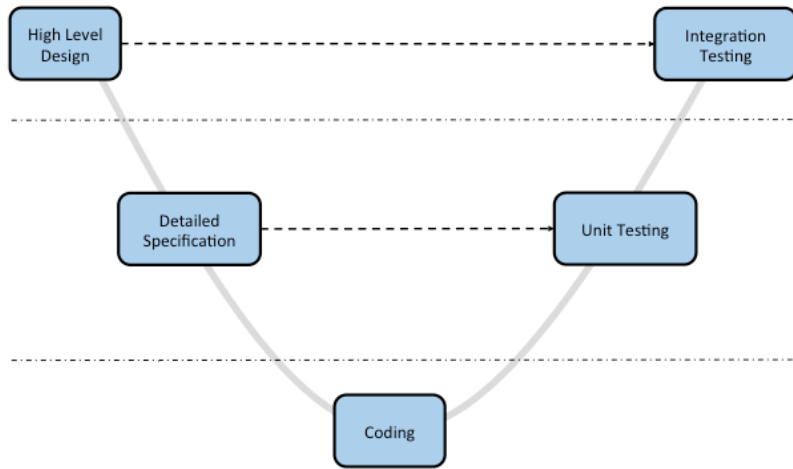 High Level
Design
Integration
Testing
Detailed
Specification
Unit Testing
Coding